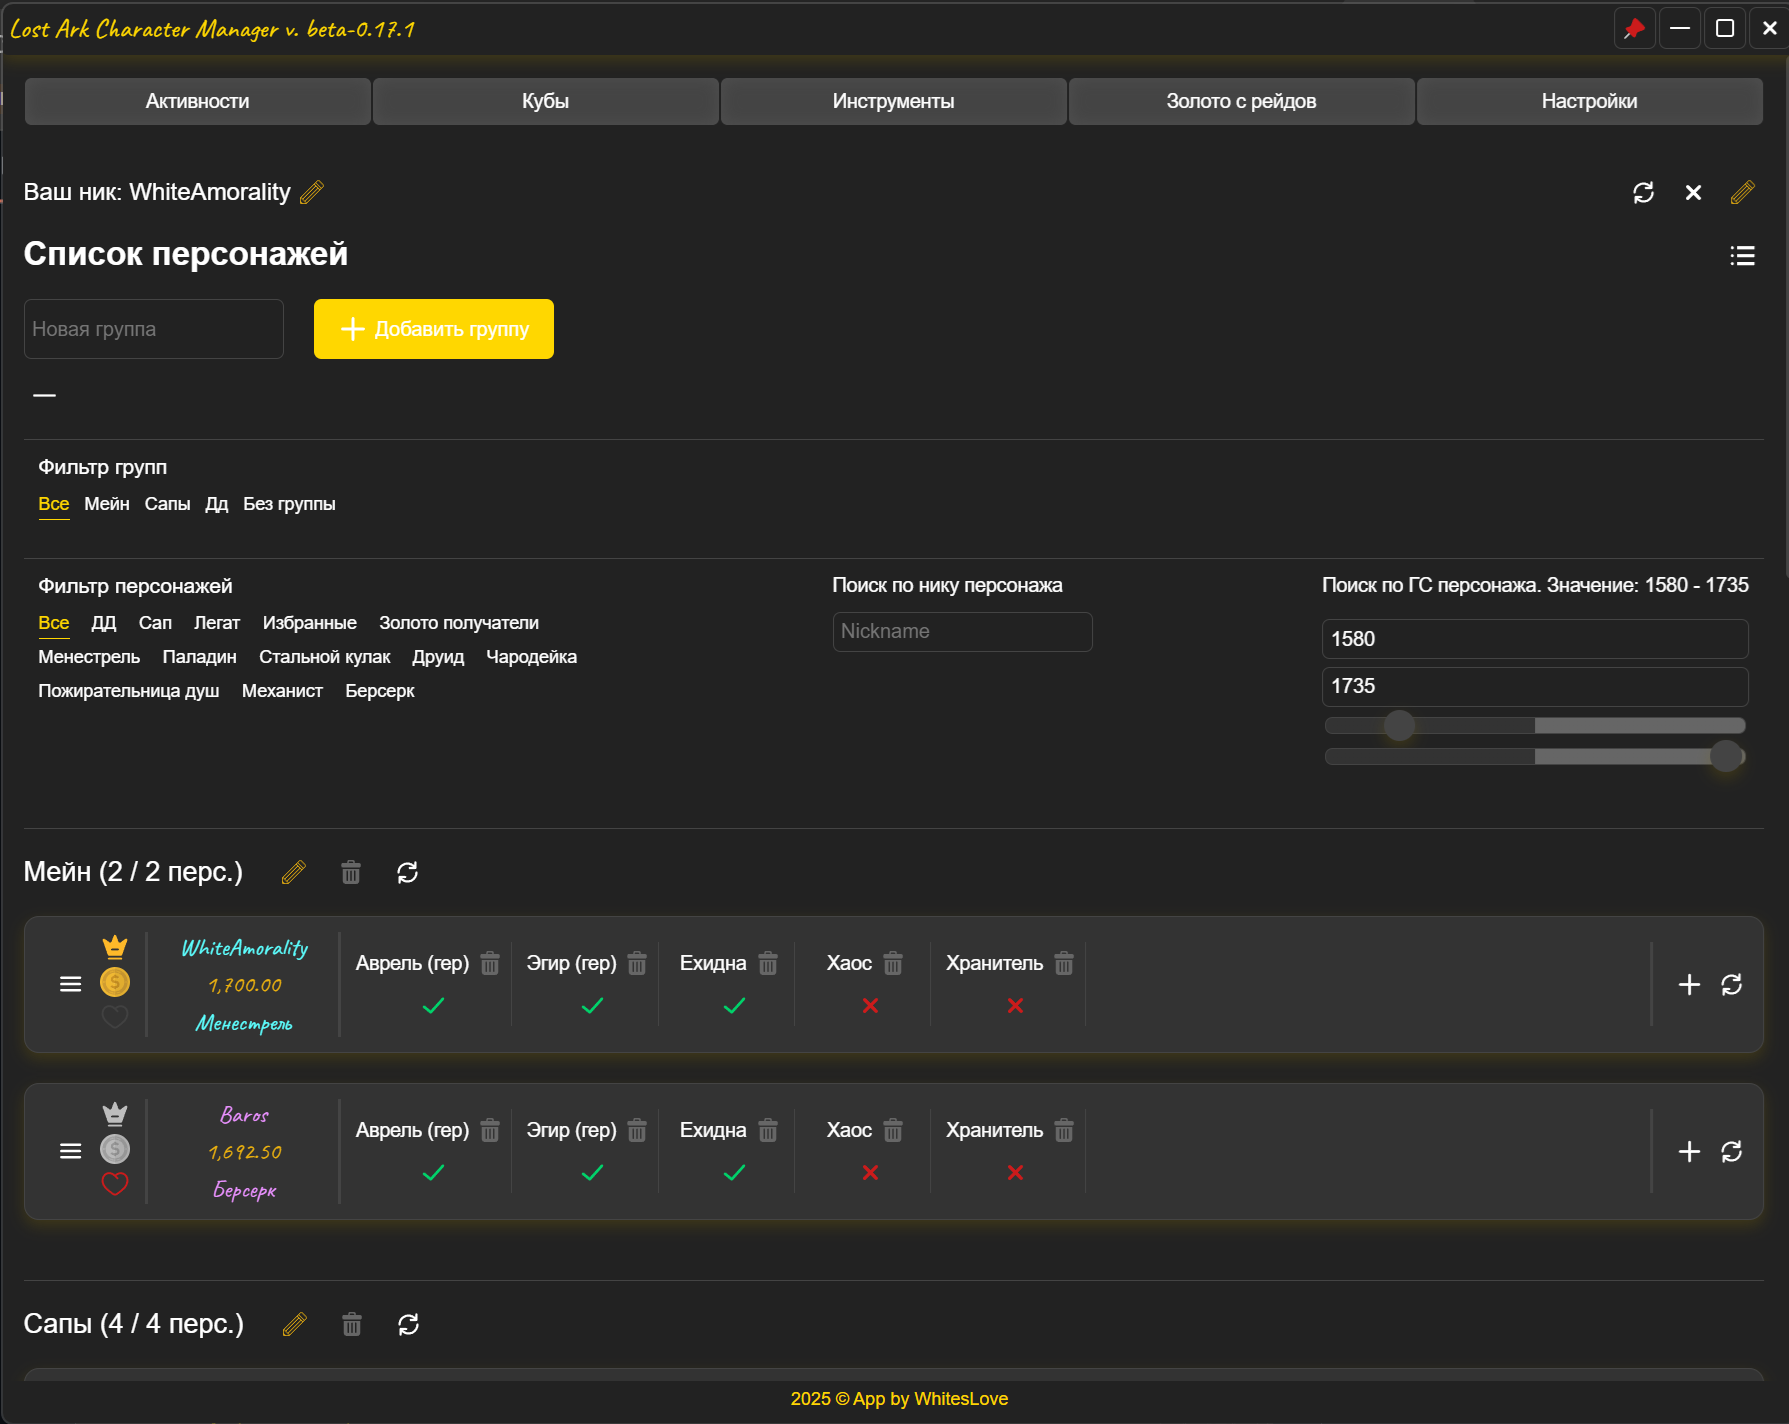 Lost Ark Character Manager v. beta-0.17.1
Активности Кубы Инструменты Золото с рейдов Настройки
Ваш ник: WhiteAmorality
Список персонажей
Новая группа Добавить группу
Фильтр групп
Все Мейн Сапы Дд Без группы
Фильтр персонажей
Все ДД Сап Легат Избранные Золото получатели
Менестрель Паладин Стальной кулак Друид Чародейка
Пожирательница душ Механист Берсерк
Поиск по нику персонажа
Nickname
Поиск по ГС персонажа. Значение: 1580 - 1735
1580
1735
Мейн (2 / 2 перс.)
WhiteAmorality
1,700.00
Менестрель
Аврель (гер) Эгир (гер) Ехидна Хаос Хранитель
Baros
1,692.50
Берсерк
Аврель (гер) Эгир (гер) Ехидна Хаос Хранитель
Сапы (4 / 4 перс.)
2025 © App by WhitesLove